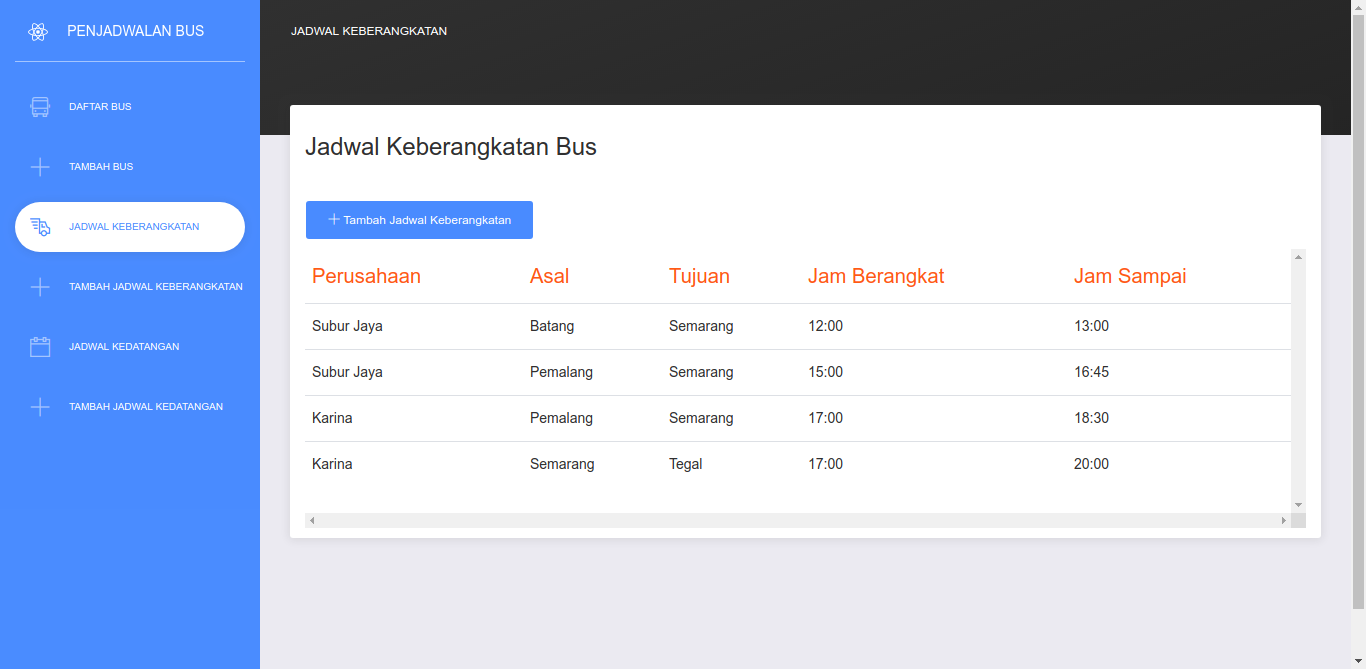 PENJADWALAN BUS
DAFTAR BUS
TAMBAH BUS
JADWAL KEBERANGKATAN
TAMBAH JADWAL KEBERANGKATAN
JADWAL KEDATANGAN
TAMBAH JADWAL KEDATANGAN
JADWAL KEBERANGKATAN
Jadwal Keberangkatan Bus
Tambah Jadwal Keberangkatan
Perusahaan Asal Tujuan Jam Berangkat Jam Sampai
Subur Jaya Batang Semarang 12:00 13:00
Subur Jaya Pemalang Semarang 15:00 16:45
Karina Pemalang Semarang 17:00 18:30
Karina Semarang Tegal 17:00 20:00